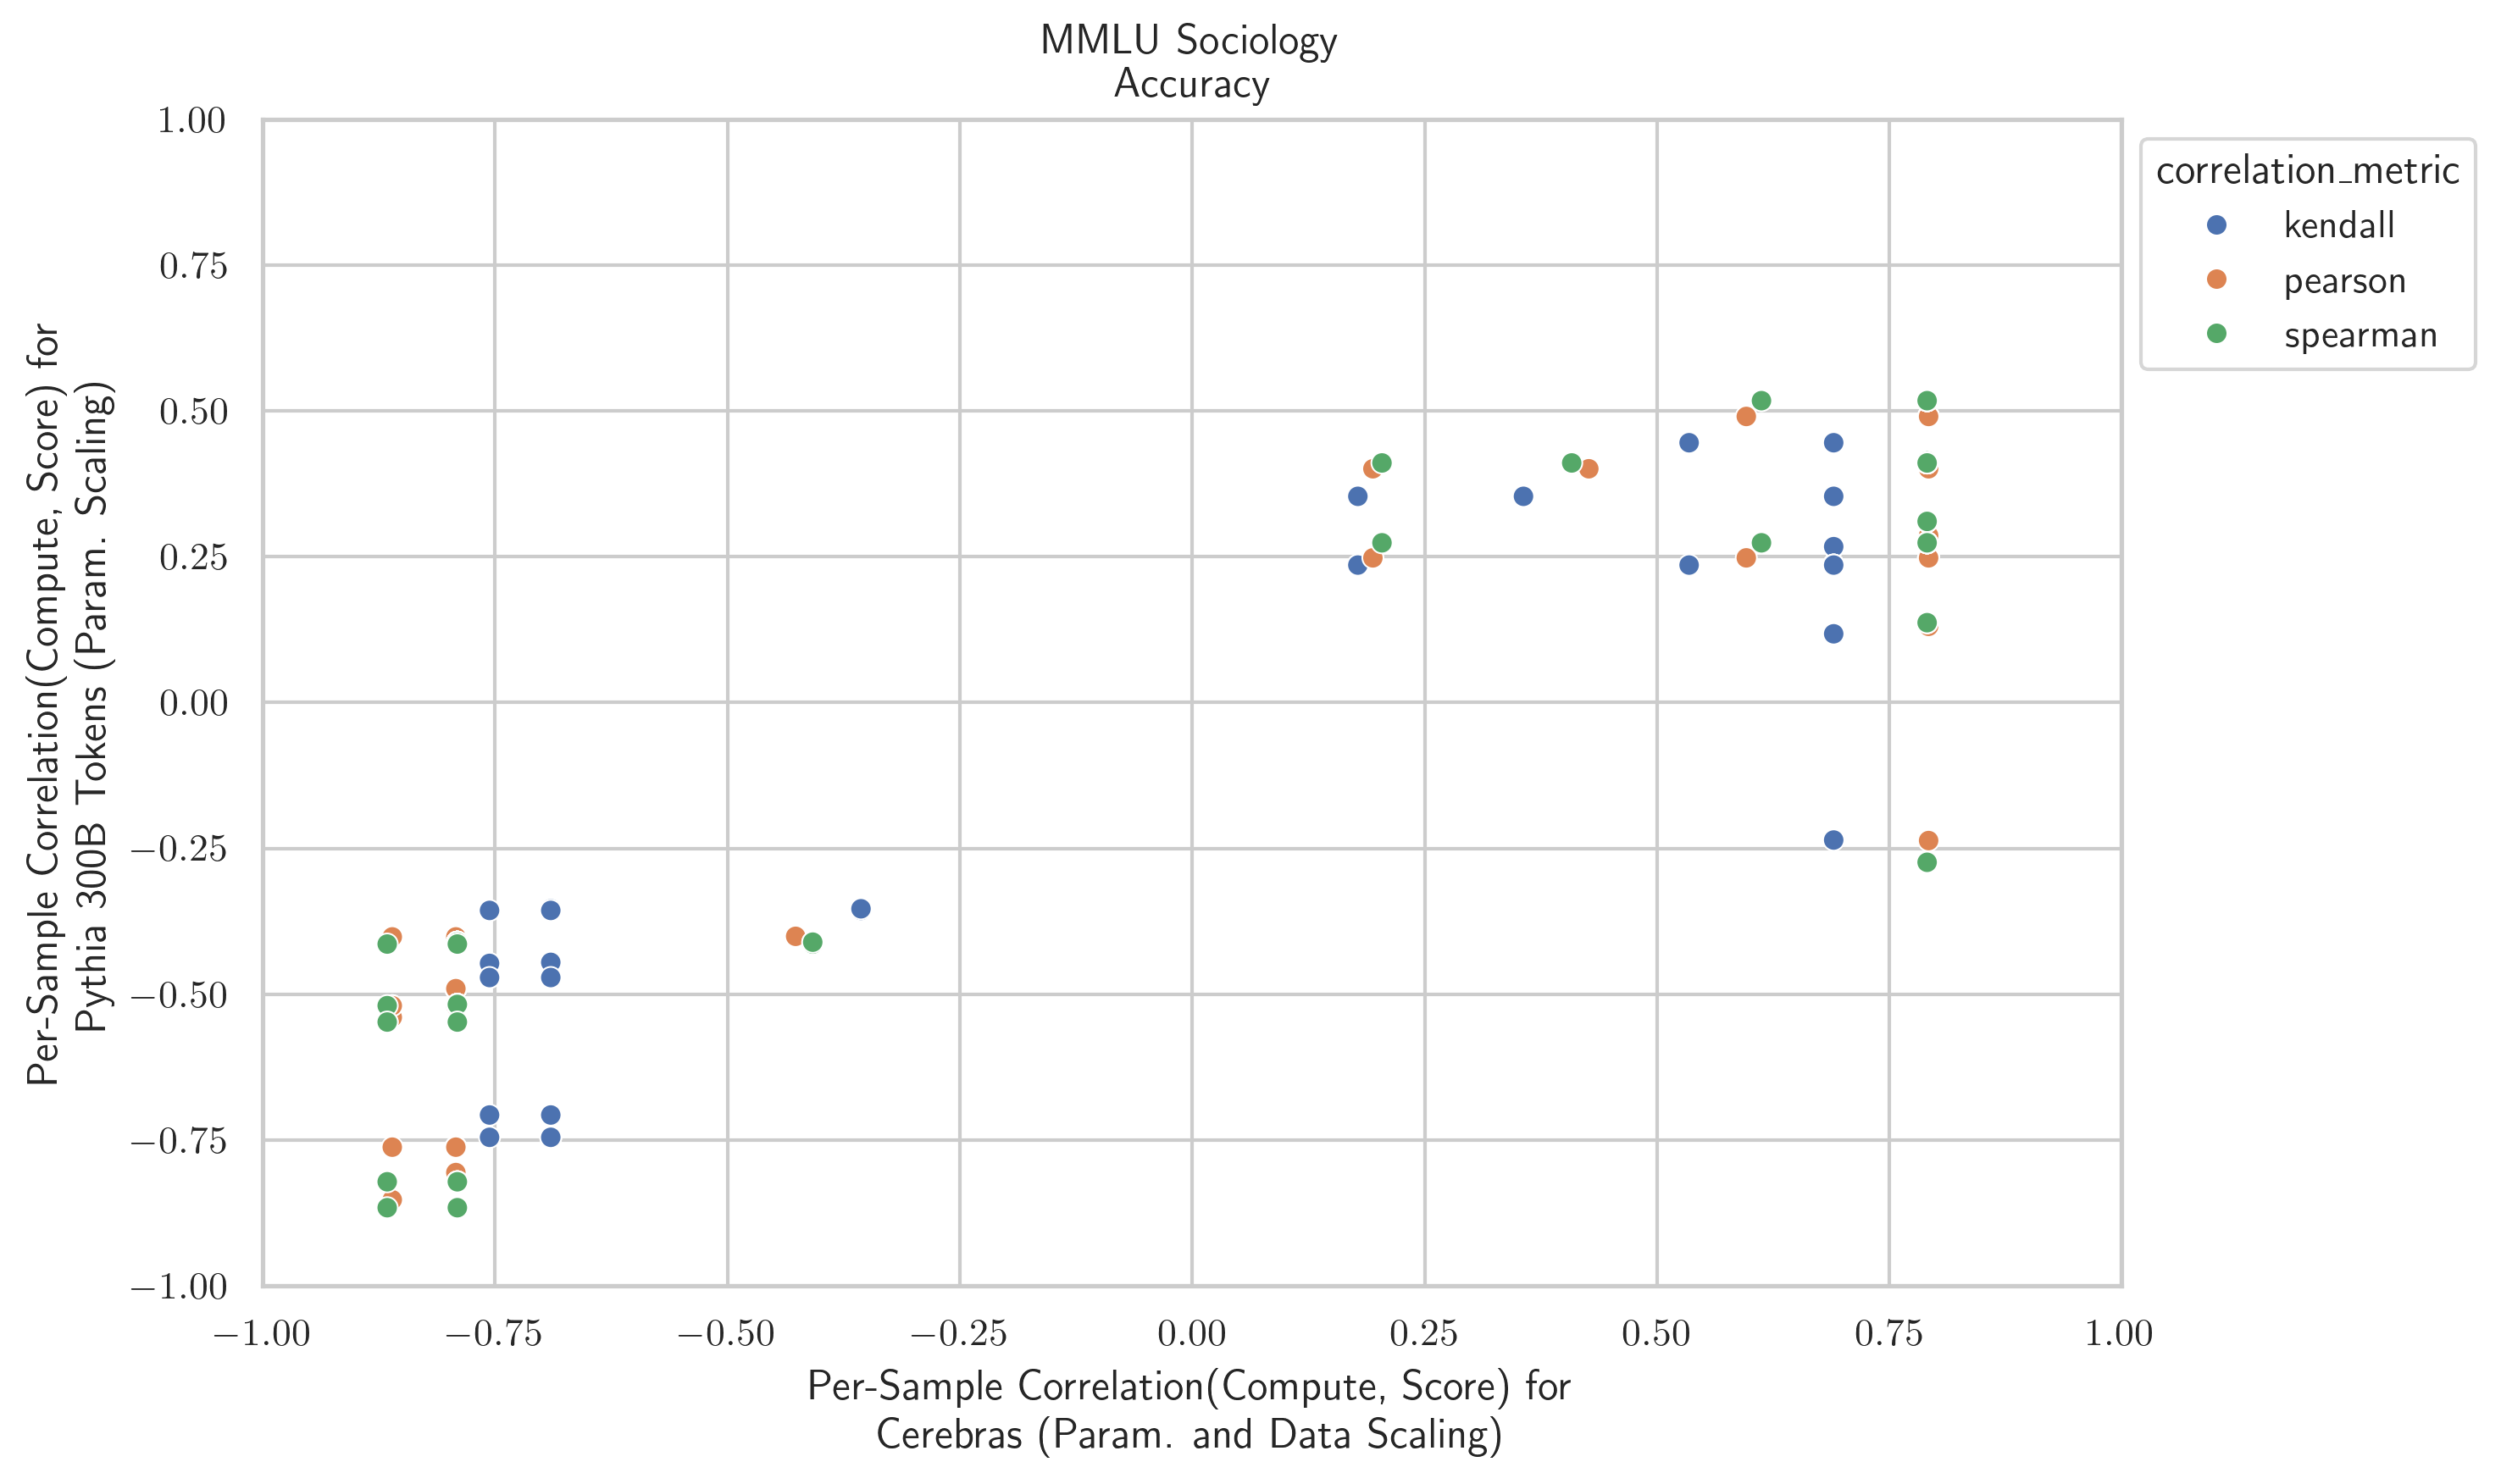 MMLU Sociology
Accuracy
1.00
0.75
0.50
0.25
0.00
−0.25
−0.50
−0.75
−1.00
Per-Sample Correlation(Compute, Score) for
Pythia 300B Tokens (Param. Scaling)
−1.00
−0.75
−0.50
−0.25
0.00
0.25
0.50
0.75
1.00
Per-Sample Correlation(Compute, Score) for
Cerebras (Param. and Data Scaling)
correlation_metric
kendall
pearson
spearman